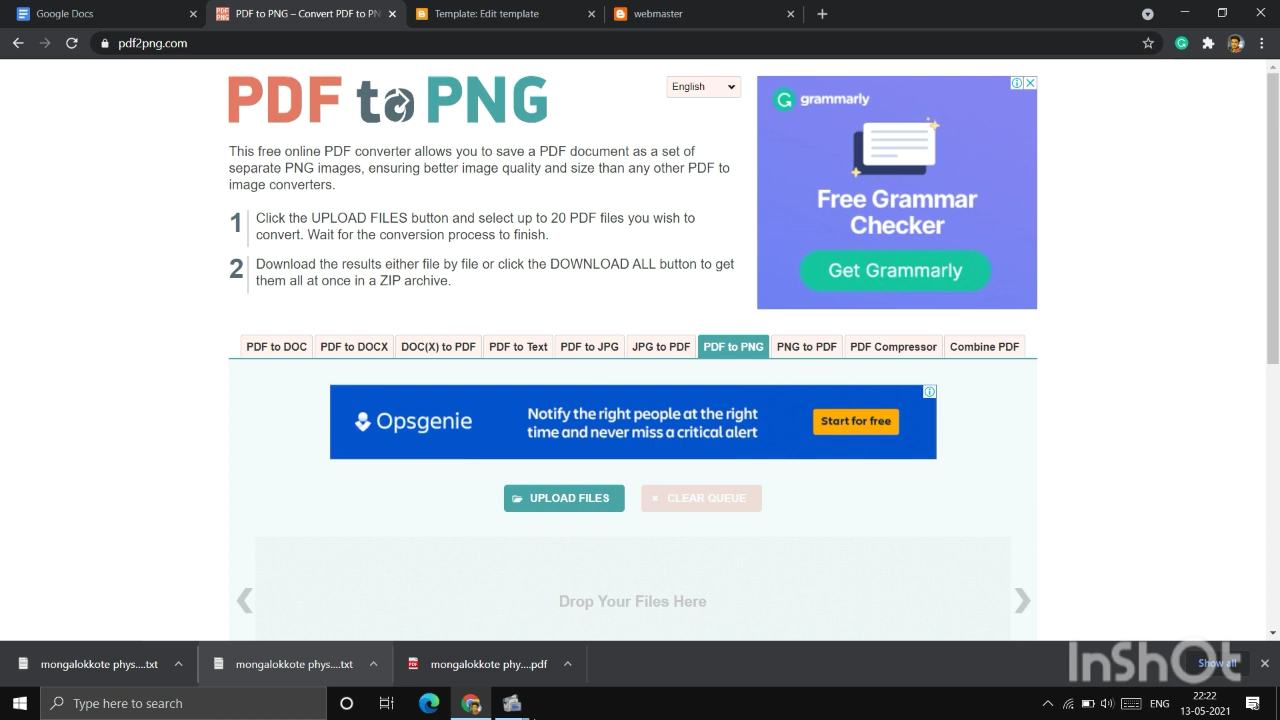 Google Docs
PDF to PNG – Convert PDF to PN
Template: Edit template
webmaster
pdf2png.com
PDF to PNG
English
This free online PDF converter allows you to save a PDF document as a set of
separate PNG images, ensuring better image quality and size than any other PDF to
image converters.
1 Click the UPLOAD FILES button and select up to 20 PDF files you wish to
convert. Wait for the conversion process to finish.
2 Download the results either file by file or click the DOWNLOAD ALL button to get
them all at once in a ZIP archive.
grammarly
Free Grammar
Checker
Get Grammarly
PDF to DOC PDF to DOCX DOC(X) to PDF PDF to Text PDF to JPG JPG to PDF PDF to PNG PNG to PDF PDF Compressor Combine PDF
Opsgenie
Notify the right people at the right
time and never miss a critical alert
Start for free
UPLOAD FILES CLEAR QUEUE
Drop Your Files Here
mongalokkote phys....txt mongalokkote phys....txt mongalokkote phy....pdf
Show all
InShOt
Type here to search
ENG
22:22
13-05-2021